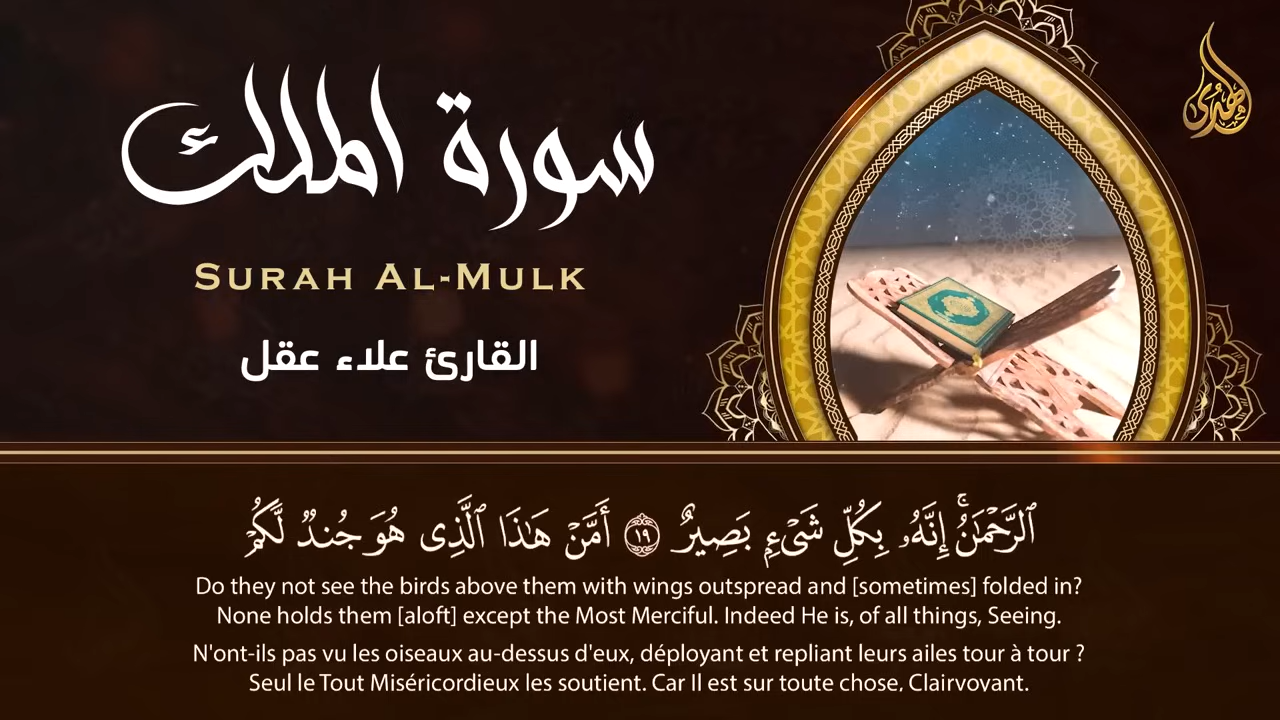 سورة الملك
SURAH AL-MULK
القارئ علاء عقل
الهدى
ٱلرَّحْمَـٰنُ ۚ إِنَّهُۥ بِكُلِّ شَىْءٍۭ بَصِيرٌ ١٩ أَمَّنْ هَـٰذَا ٱلَّذِى هُوَ جُندٌ لَّكُمْ
Do they not see the birds above them with wings outspread and [sometimes] folded in?
None holds them [aloft] except the Most Merciful. Indeed He is, of all things, Seeing.
N'ont-ils pas vu les oiseaux au-dessus d'eux, déployant et repliant leurs ailes tour à tour ?
Seul le Tout Miséricordieux les soutient. Car Il est sur toute chose, Clairvoyant.